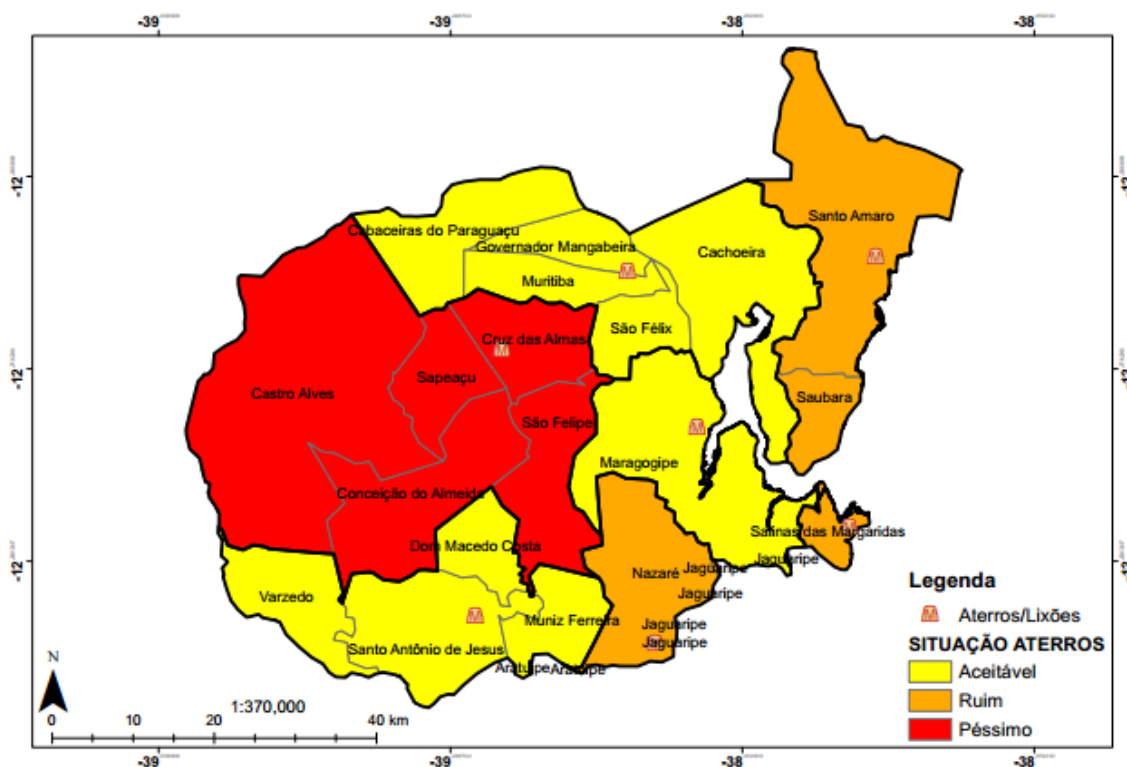 -39
-39
-38
-38
-12
-12
Santo Amaro
Cabaceiras do Paraguaçu
Governador Mangabeira
Cachoeira
Muritiba
São Félix
Cruz das Almas
-12
-12
Sapeaçu
Castro Alves
Saubara
São Felipe
Maragogipe
Conceição do Almeida
Salinas das Margaridas
Dom Macedo Costa
Jaguaripe
-12
-12
Nazaré
Jaguaripe
Legenda
Varzedo
Jaguaripe
Aterros/Lixões
Muniz Ferreira
Jaguaripe
Jaguaripe
SITUAÇÃO ATERROS
Santo Antônio de Jesus
Aratuipe
Aratuipe
Aceitável
N
Ruim
1:370,000
0 10 20 40 km
Péssimo
-39
-39
-38
-38